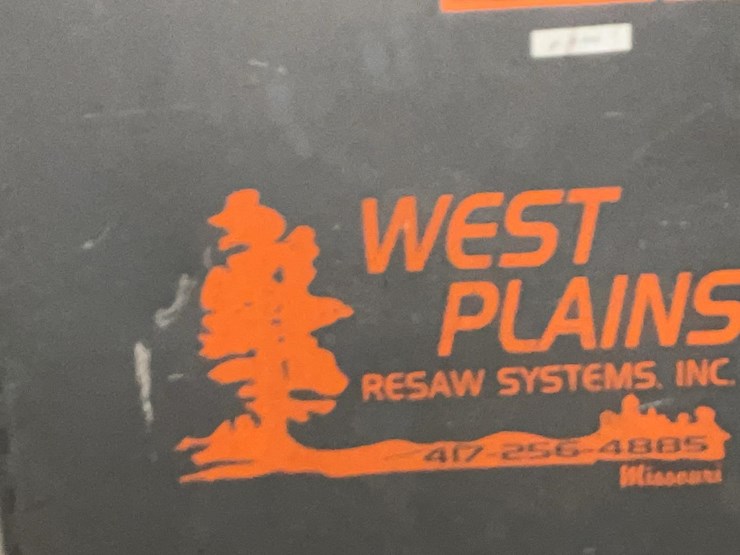 WEST
PLAINS
RESAW SYSTEMS, INC.
417-256-4885
Missouri